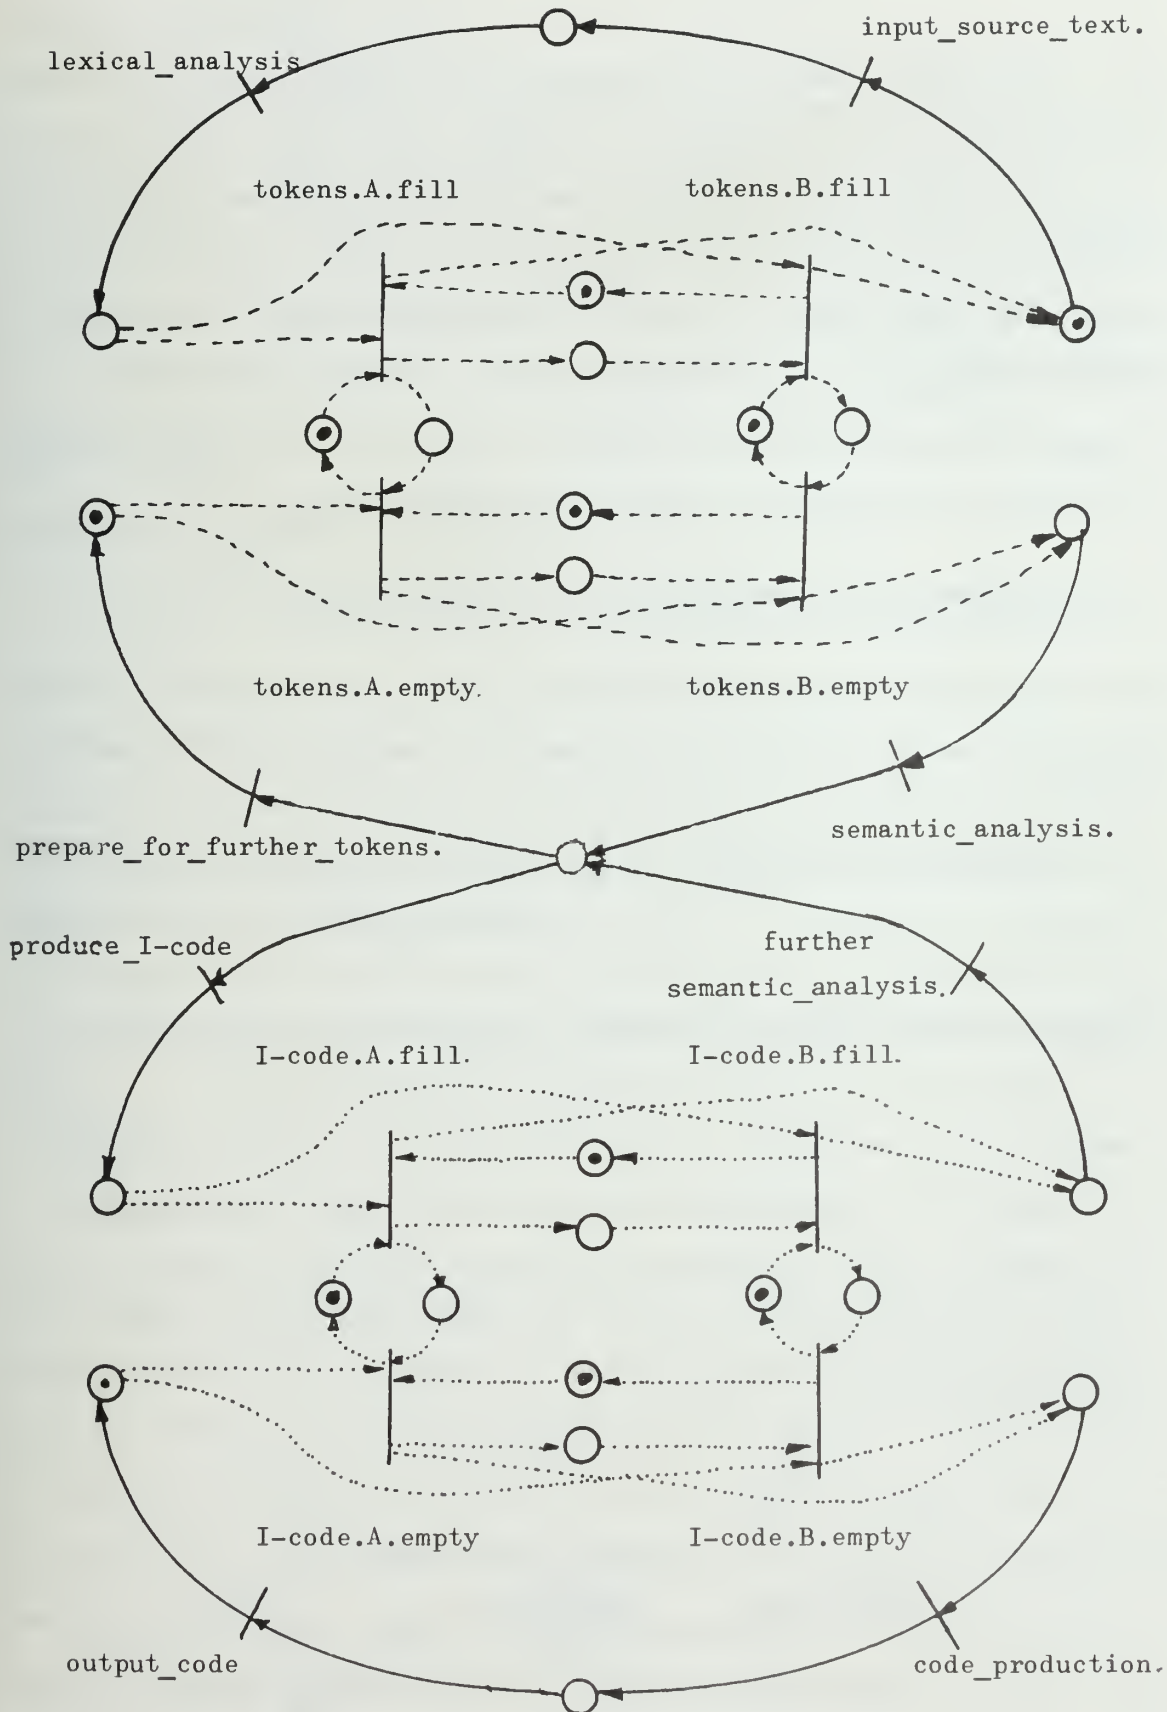 input_source_text.
lexical_analysis
tokens.A.fill
tokens.B.fill
tokens.A.empty.
tokens.B.empty
semantic_analysis.
prepare_for_further_tokens.
produce_I-code
further
semantic_analysis.
I-code.A.fill.
I-code.B.fill.
I-code.A.empty
I-code.B.empty
output_code
code_production.